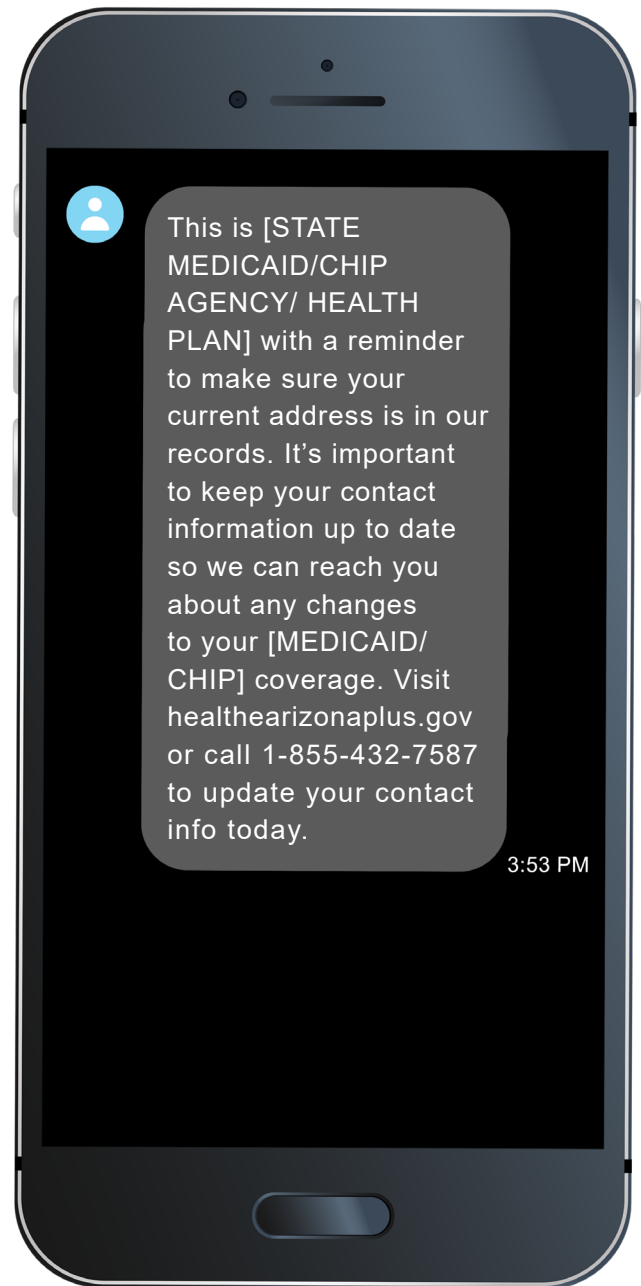 This is [STATE
MEDICAID/CHIP
AGENCY/ HEALTH
PLAN] with a reminder
to make sure your
current address is in our
records. It’s important
to keep your contact
information up to date
so we can reach you
about any changes
to your [MEDICAID/
CHIP] coverage. Visit
healthearizonaplus.gov
or call 1-855-432-7587
to update your contact
info today.
3:53 PM